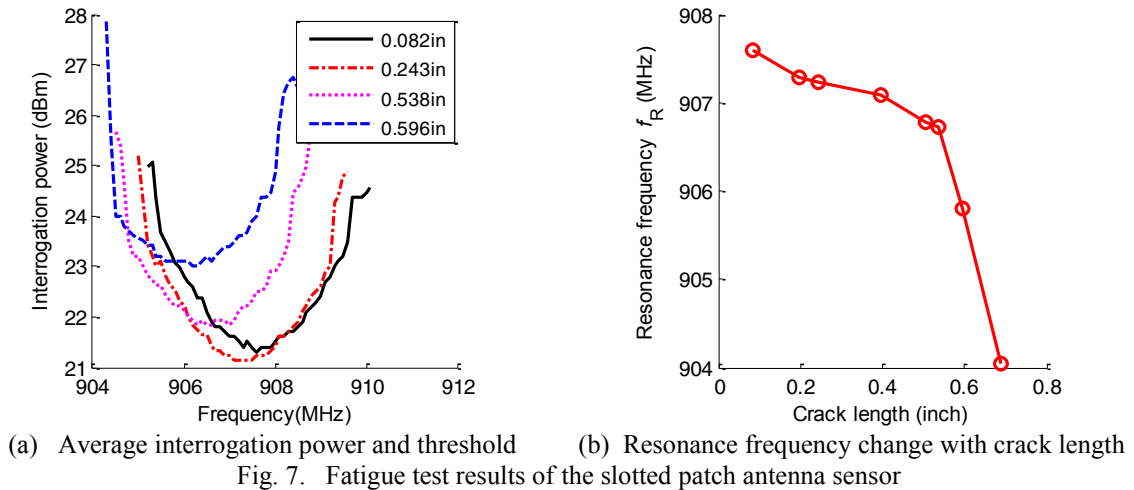 28
27
26
25
24
23
22
21
Interrogation power (dBm)
0.082in
0.243in
0.538in
0.596in
904 906 908 910 912
Frequency(MHz)
908
907
906
905
904
Resonance frequency fR (MHz)
0 0.2 0.4 0.6 0.8
Crack length (inch)
(a) Average interrogation power and threshold
(b) Resonance frequency change with crack length
Fig. 7. Fatigue test results of the slotted patch antenna sensor